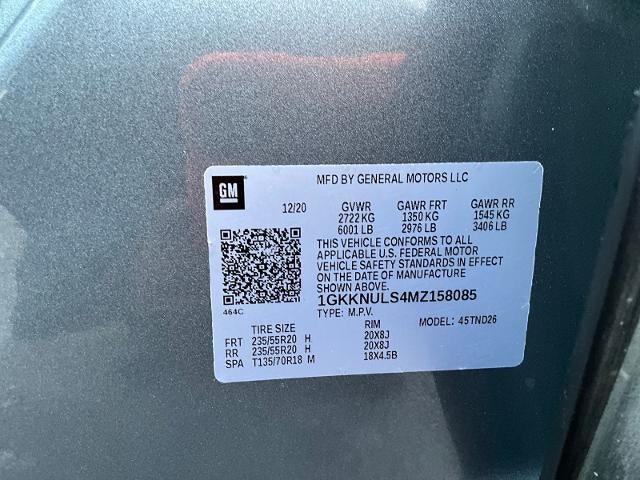 GM
MFD BY GENERAL MOTORS LLC
12/20 GVWR GAWR FRT GAWR RR
2722 KG 1350 KG 1545 KG
6001 LB 2976 LB 3406 LB
THIS VEHICLE CONFORMS TO ALL
APPLICABLE U.S. FEDERAL MOTOR
VEHICLE SAFETY STANDARDS IN EFFECT
ON THE DATE OF MANUFACTURE
SHOWN ABOVE.
1GKKNULS4MZ158085
464C
TYPE: M.P.V. MODEL: 45TND26
TIRE SIZE RIM
FRT 235/55R20 H 20X8J
RR 235/55R20 H 20X8J
SPA T135/70R18 M 18X4.5B